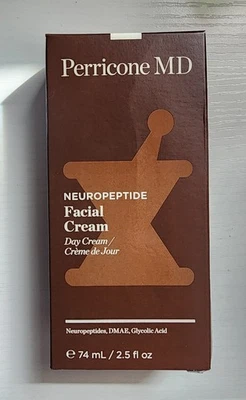 Perricone MD
NEUROPEPTIDE
Facial
Cream
Day Cream /
Crème de Jour
Neuropeptides, DMAE, Glycolic Acid
℮ 74 mL / 2.5 fl oz